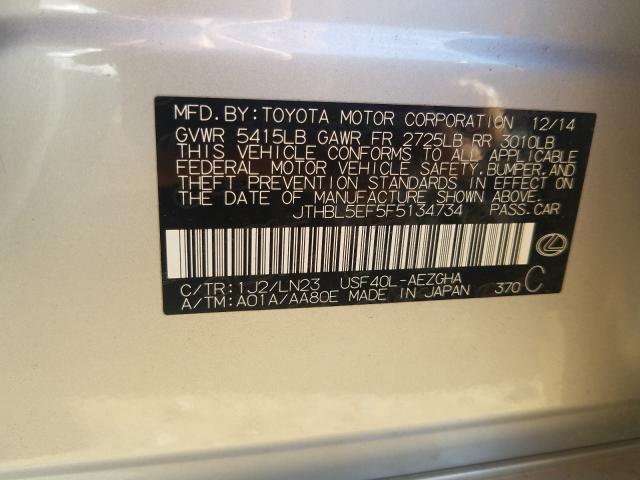 MFD.BY:TOYOTA MOTOR CORPORATION 12/14
GVWR 5415LB GAWR FR 2725LB RR 3010LB
THIS VEHICLE CONFORMS TO ALL APPLICABLE
FEDERAL MOTOR VEHICLE SAFETY,BUMPER,AND
THEFT PREVENTION STANDARDS IN EFFECT ON
THE DATE OF MANUFACTURE SHOWN ABOVE.
JTHBL5EF5F5134734 PASS.CAR
C/TR:1J2/LN23 USF40L-AEZGHA
A/TM:A01A/AA80E MADE IN JAPAN 370 C